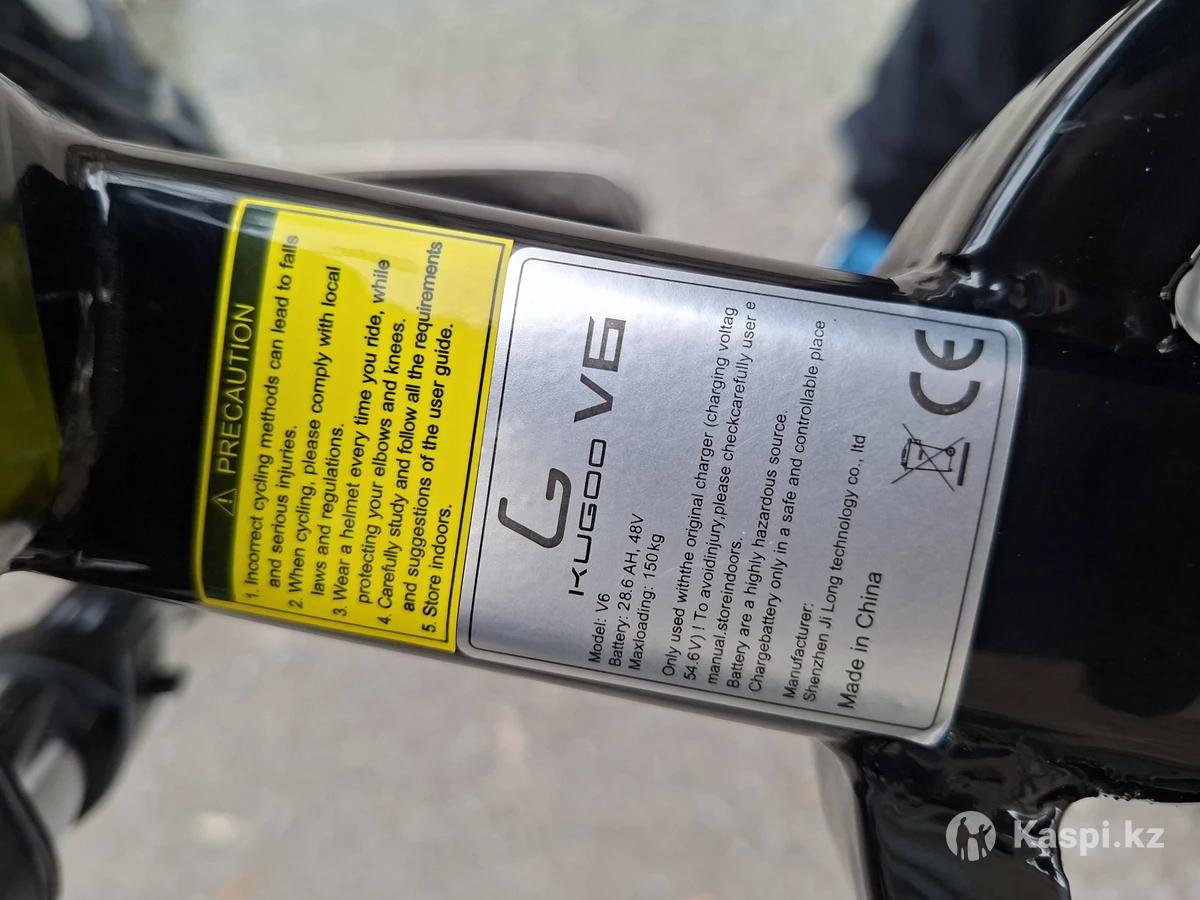 ⚠ PRECAUTION
1. Incorrect cycling methods can lead to falls
and serious injuries.
2. When cycling, please comply with local
laws and regulations.
3. Wear a helmet every time you ride, while
protecting your elbows and knees.
4. Carefully study and follow all the requirements
and suggestions of the user guide.
5. Store indoors.
KUGOO V6
Model: V6
Battery: 28.6 AH, 48V
Maxloading: 150kg
Only used withthe original charger (charging voltag
54.6V) ! To avoidinjury,please checkcarefully user e
manual.storeindoors.
Battery are a highly hazardous source.
Chargebattery only in a safe and controllable place .
Manufacturer:
Shenzhen Ji Long technology co., ltd
Made in China
CE
Kaspi.kz